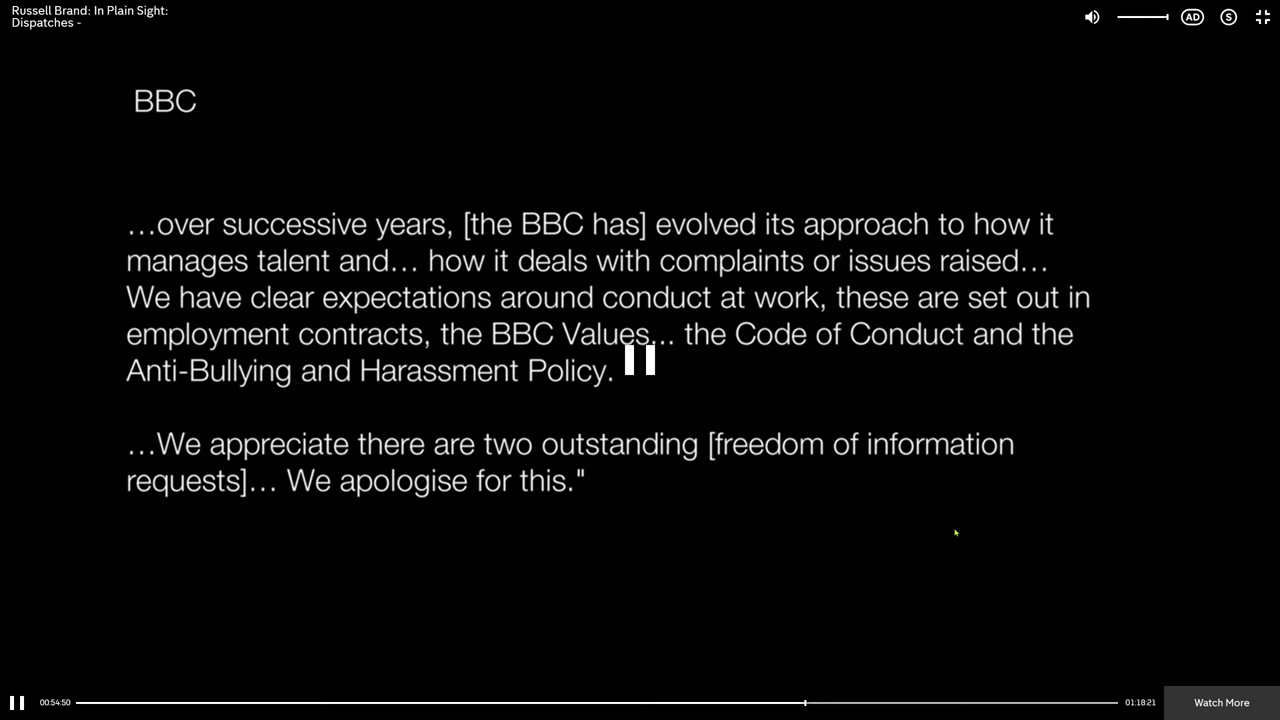 Russell Brand: In Plain Sight:
Dispatches -
AD
S
BBC
…over successive years, [the BBC has] evolved its approach to how it
manages talent and… how it deals with complaints or issues raised…
We have clear expectations around conduct at work, these are set out in
employment contracts, the BBC Values... the Code of Conduct and the
Anti-Bullying and Harassment Policy.
…We appreciate there are two outstanding [freedom of information
requests]… We apologise for this."
00:54:50
01:18:21
Watch More